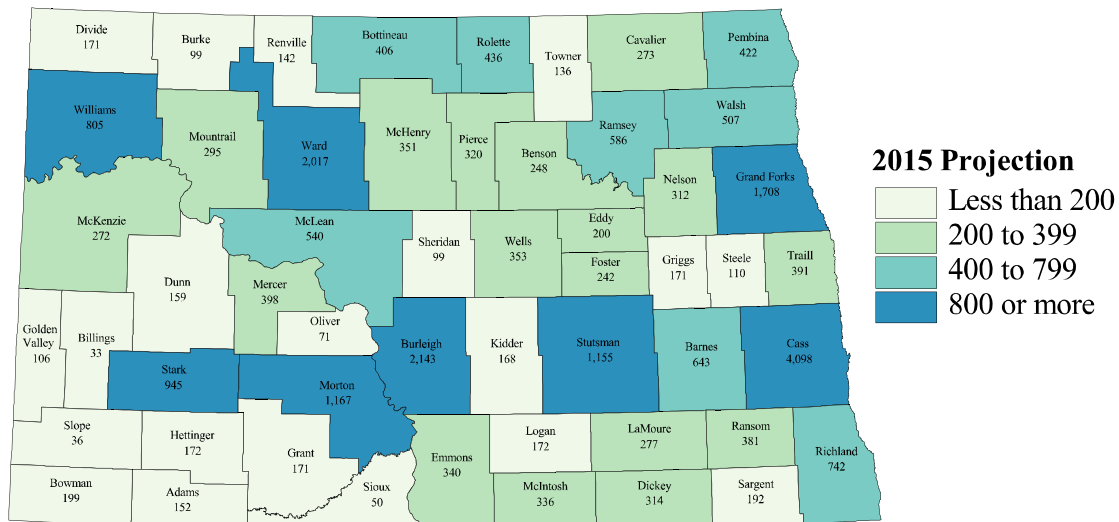 Divide
171
Burke
99
Renville
142
Bottineau
406
Rolette
436
Towner
136
Cavalier
273
Pembina
422
Williams
805
Mountrail
295
Ward
2,017
McHenry
351
Pierce
320
Benson
248
Ramsey
586
Walsh
507
Nelson
312
Grand Forks
1,708
McKenzie
272
McLean
540
Sheridan
99
Wells
353
Eddy
200
Foster
242
Griggs
171
Steele
110
Traill
391
Dunn
159
Mercer
398
Oliver
71
Golden
Valley
106
Billings
33
Stark
945
Morton
1,167
Burleigh
2,143
Kidder
168
Stutsman
1,155
Barnes
643
Cass
4,098
Slope
36
Hettinger
172
Grant
171
Emmons
340
Logan
172
LaMoure
277
Ransom
381
Richland
742
Bowman
199
Adams
152
Sioux
50
McIntosh
336
Dickey
314
Sargent
192
2015 Projection
Less than 200
200 to 399
400 to 799
800 or more